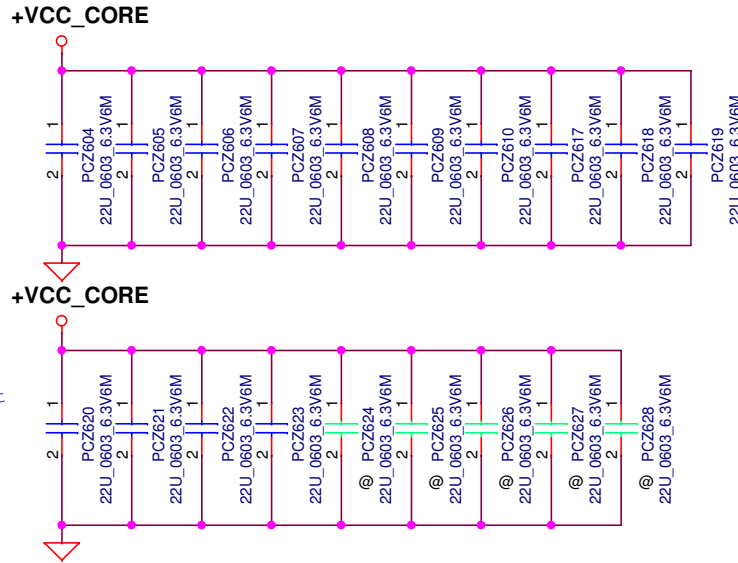 +VCC_CORE
1
2
PCZ604
22U_0603_6.3V6M
1
2
PCZ605
22U_0603_6.3V6M
1
2
PCZ606
22U_0603_6.3V6M
1
2
PCZ607
22U_0603_6.3V6M
1
2
PCZ608
22U_0603_6.3V6M
1
2
PCZ609
22U_0603_6.3V6M
1
2
PCZ610
22U_0603_6.3V6M
1
2
PCZ617
22U_0603_6.3V6M
1
2
PCZ618
22U_0603_6.3V6M
1
2
PCZ619
22U_0603_6.3V6M
+VCC_CORE
1
2
PCZ620
22U_0603_6.3V6M
1
2
PCZ621
22U_0603_6.3V6M
1
2
PCZ622
22U_0603_6.3V6M
1
2
PCZ623
22U_0603_6.3V6M
1
2
@ PCZ624
22U_0603_6.3V6M
1
2
@ PCZ625
22U_0603_6.3V6M
1
2
@ PCZ626
22U_0603_6.3V6M
1
2
@ PCZ627
22U_0603_6.3V6M
1
2
@ PCZ628
22U_0603_6.3V6M